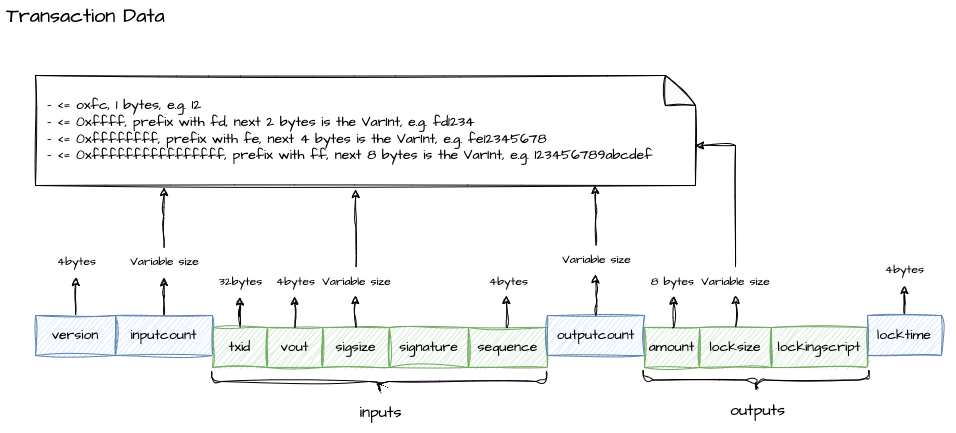 Transaction Data
- <= 0xfc, 1 bytes, e.g. 12
- <= 0xffff, prefix with fd, next 2 bytes is the VarInt, e.g. fd1234
- <= 0xffffffff, prefix with fe, next 4 bytes is the VarInt, e.g. fe12345678
- <= 0xffffffffffffffff, prefix with ff, next 8 bytes is the VarInt, e.g. 123456789abcdef
4bytes Variable size 32bytes 4bytes Variable size 4bytes Variable size 8 bytes Variable size 4bytes
version inputcount txid vout sigsize signature sequence outputcount amount locksize lockingscript locktime
inputs outputs